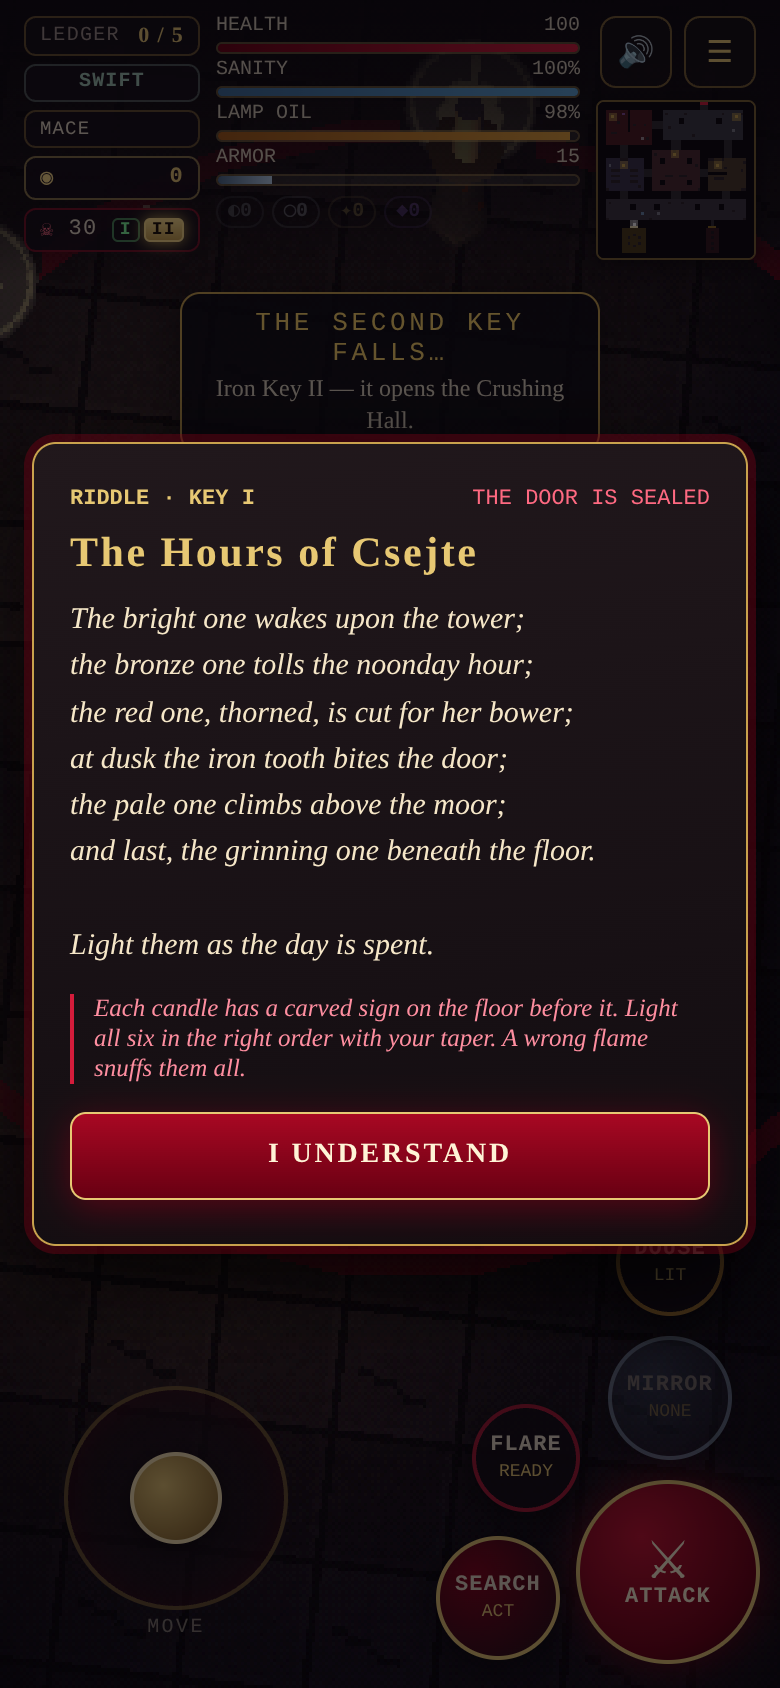 LEDGER 0 / 5
SWIFT
MACE
0
30 I II
HEALTH 100
SANITY 100%
LAMP OIL 98%
ARMOR 15
0 0 0 0
THE SECOND KEY
FALLS…
Iron Key II — it opens the Crushing
Hall.
RIDDLE · KEY I THE DOOR IS SEALED
The Hours of Csejte
The bright one wakes upon the tower;
the bronze one tolls the noonday hour;
the red one, thorned, is cut for her bower;
at dusk the iron tooth bites the door;
the pale one climbs above the moor;
and last, the grinning one beneath the floor.
Light them as the day is spent.
Each candle has a carved sign on the floor before it. Light
all six in the right order with your taper. A wrong flame
snuffs them all.
I UNDERSTAND
DOUSE
LIT
MIRROR
NONE
FLARE
READY
SEARCH
ACT
ATTACK
MOVE